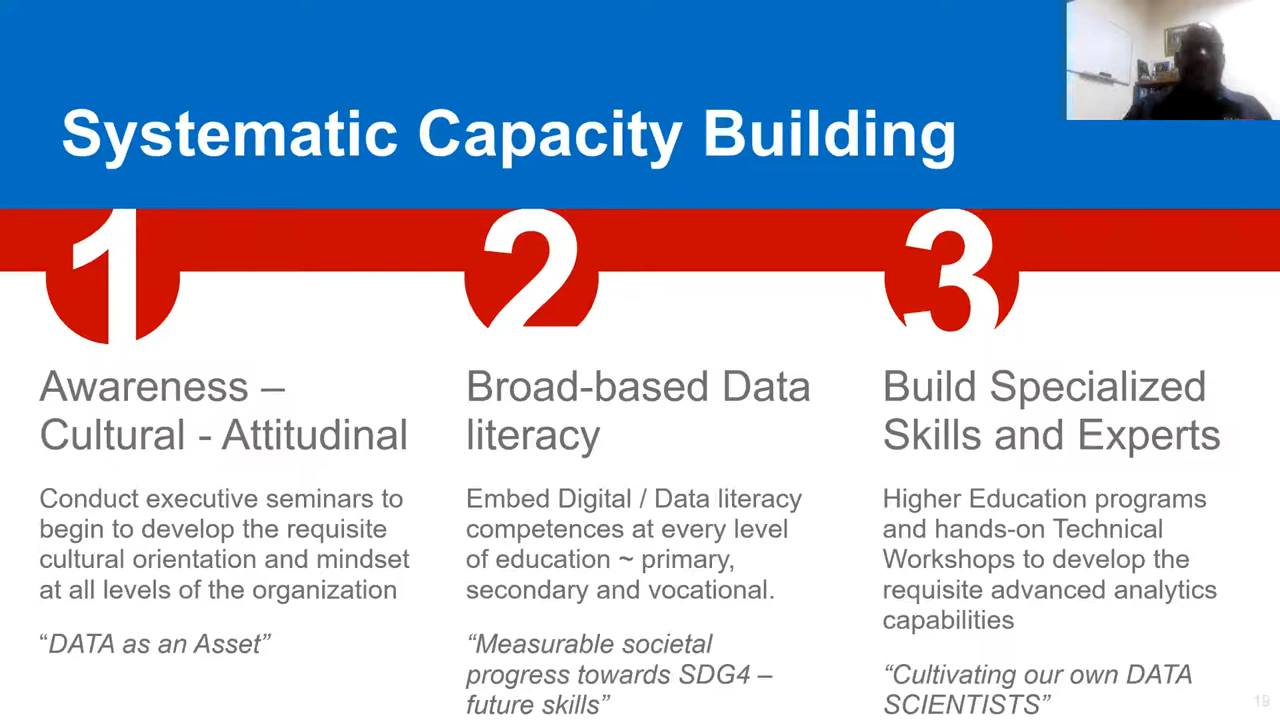 Systematic Capacity Building
1
Awareness –
Cultural - Attitudinal
Conduct executive seminars to
begin to develop the requisite
cultural orientation and mindset
at all levels of the organization
“DATA as an Asset”
2
Broad-based Data
literacy
Embed Digital / Data literacy
competences at every level
of education ~ primary,
secondary and vocational.
“Measurable societal
progress towards SDG4 –
future skills”
3
Build Specialized
Skills and Experts
Higher Education programs
and hands-on Technical
Workshops to develop the
requisite advanced analytics
capabilities
“Cultivating our own DATA
SCIENTISTS”
19